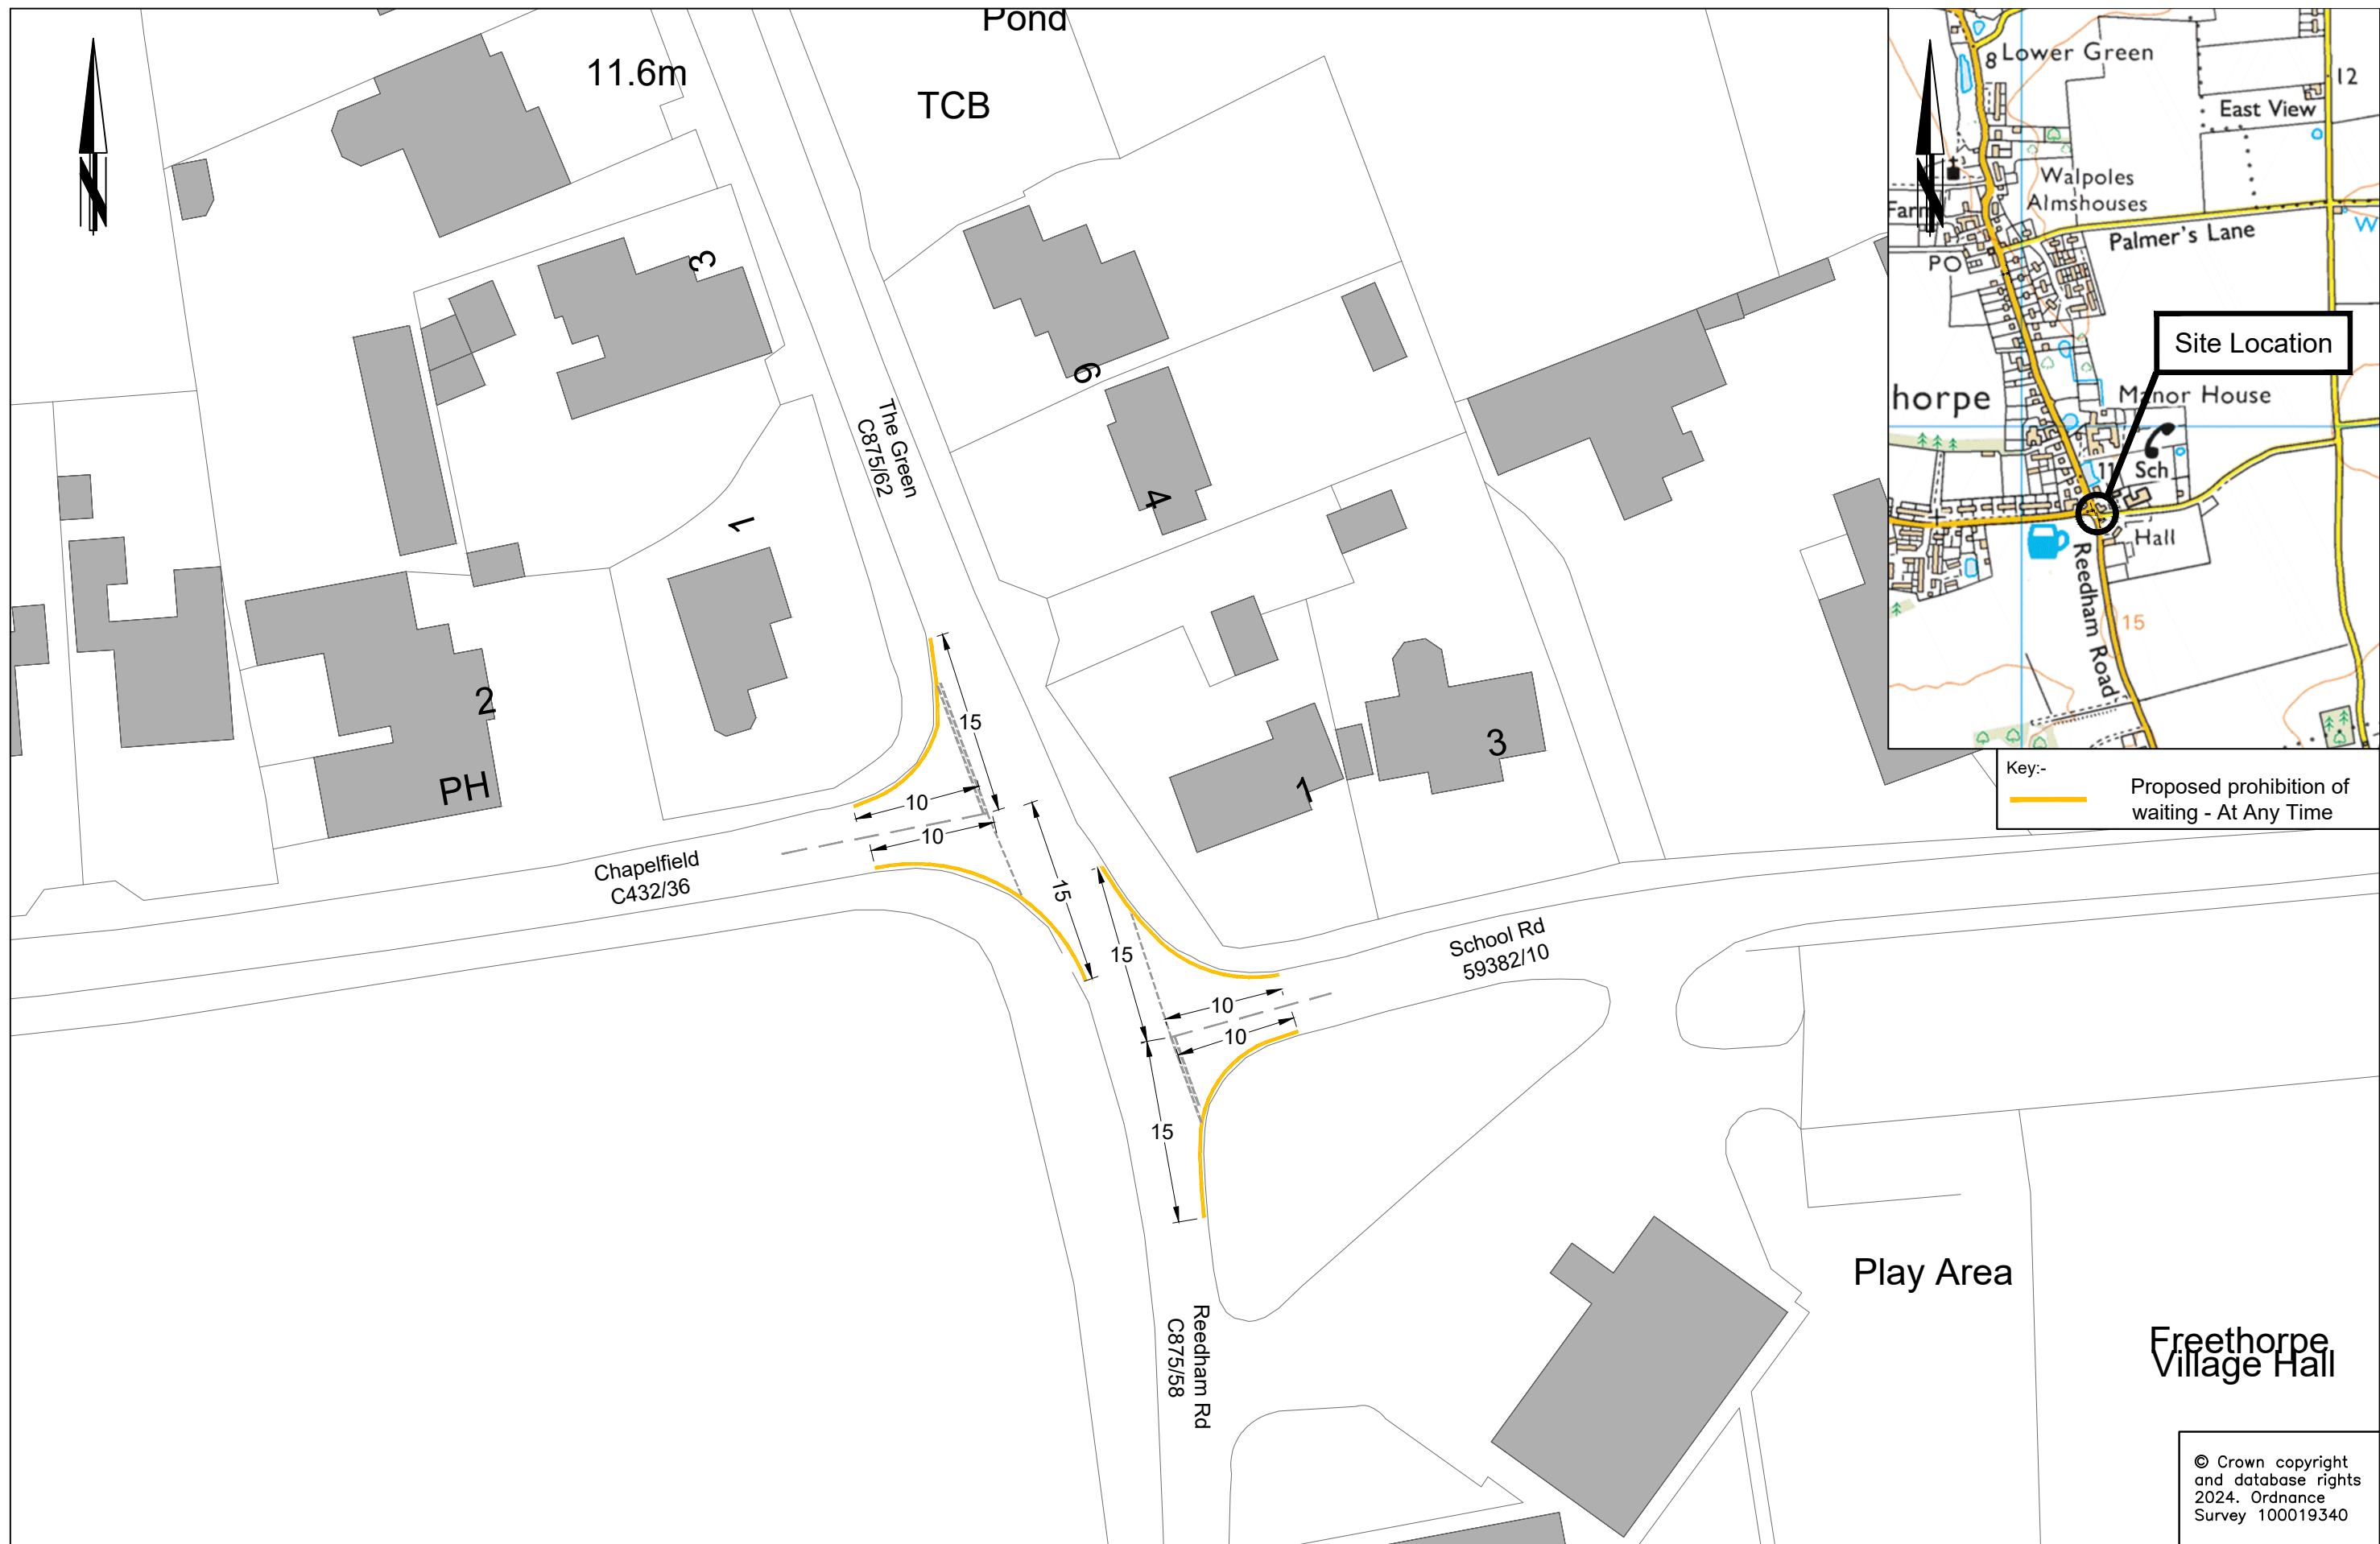 Pond
11.6m
TCB
3
6
4
1
2
PH
1
3
The Green
C875/62
15
10
10
15
Chapelfield
C432/36
15
School Rd
59382/10
10
10
15
Reedham Rd
C875/58
Play Area
Freethorpe
Village Hall
N
N
8
Lower Green
12
East View
Walpoles
Almshouses
Farm
Palmer's Lane
W
PO
Site Location
horpe
Manor House
11
Sch
Hall
Reedham Road
15
Key:-
Proposed prohibition of
waiting - At Any Time
© Crown copyright
and database rights
2024. Ordnance
Survey 100019340